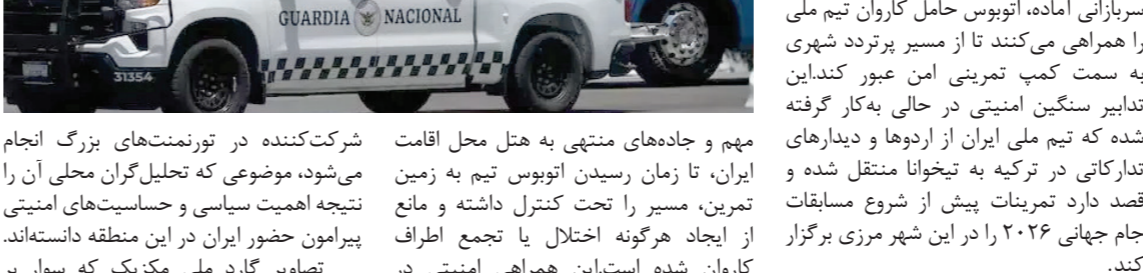 سربازانی آماده، اتوبوس حامل کاروان تیم ملی
را همراهی می‌کنند تا از مسیر پرتردد شهری
به سمت کمپ تمرینی امن عبور کند.این
تدابیر سنگین امنیتی در حالی به‌کار گرفته
شده که تیم ملی ایران از اردوها و دیدارهای
تدارکاتی در ترکیه به تیخوانا منتقل شده و
قصد دارد تمرینات پیش از شروع مسابقات
جام جهانی ۲۰۲۶ را در این شهر مرزی برگزار
کند.
GUARDIA NACIONAL
31354
مهم و جاده‌های منتهی به هتل محل اقامت
ایران، تا زمان رسیدن اتوبوس تیم به زمین
تمرین، مسیر را تحت کنترل داشته و مانع
از ایجاد هرگونه اختلال یا تجمع اطراف
کاروان شده است.این همراهی امنیتی در
شرکت‌کننده در تورنمنت‌های بزرگ انجام
می‌شود، موضوعی که تحلیل‌گران محلی آن را
نتیجه اهمیت سیاسی و حساسیت‌های امنیتی
پیرامون حضور ایران در این منطقه دانسته‌اند.
تصاویر گارد ملی مکزیک که سوار بر